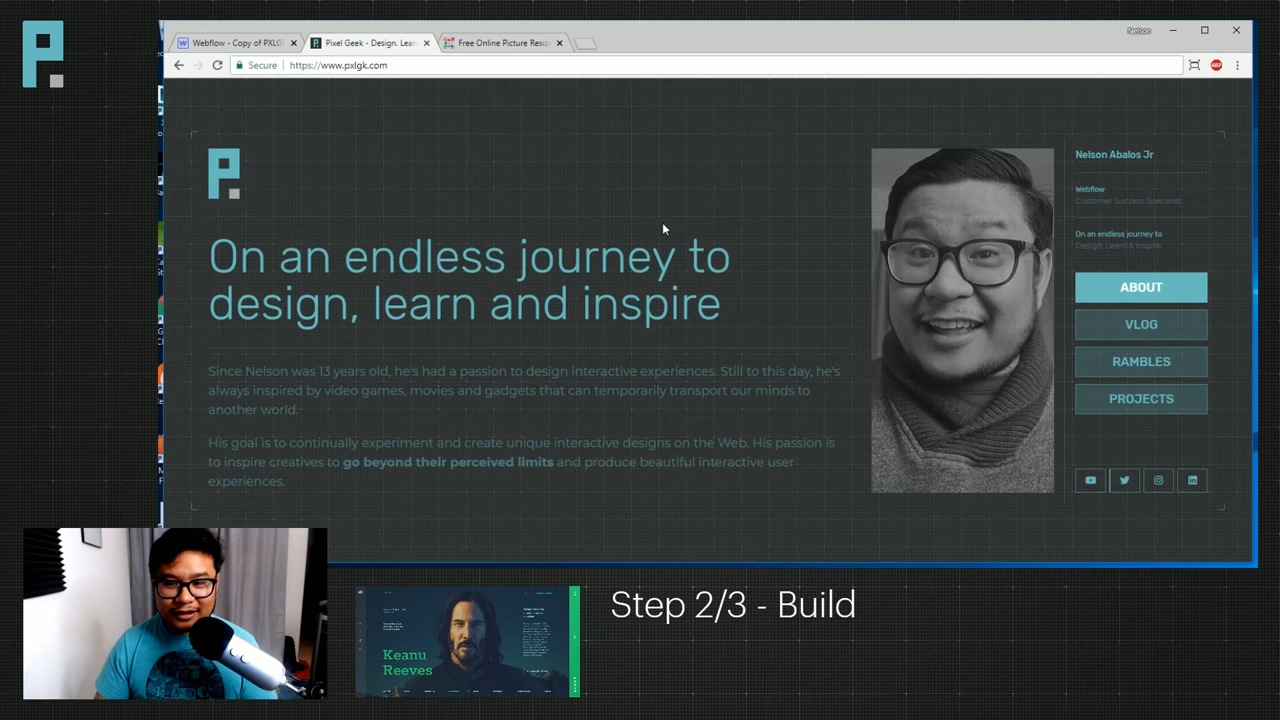 Nelson
Webflow - Copy of PXLG
Pixel Geek - Design. Lear
Free Online Picture Resiz
Secure
https://www.pxlgk.com
ABP
On an endless journey to
design, learn and inspire
Since Nelson was 13 years old, he's had a passion to design interactive experiences. Still to this day, he's
always inspired by video games, movies and gadgets that can temporarily transport our minds to
another world.
His goal is to continually experiment and create unique interactive designs on the Web. His passion is
to inspire creatives to go beyond their perceived limits and produce beautiful interactive user
experiences.
Nelson Abalos Jr
Webflow
Customer Success Specialist
On an endless journey to
Design, Learn & Inspire
ABOUT
VLOG
RAMBLES
PROJECTS
Keanu
Reeves
Step 2/3 - Build